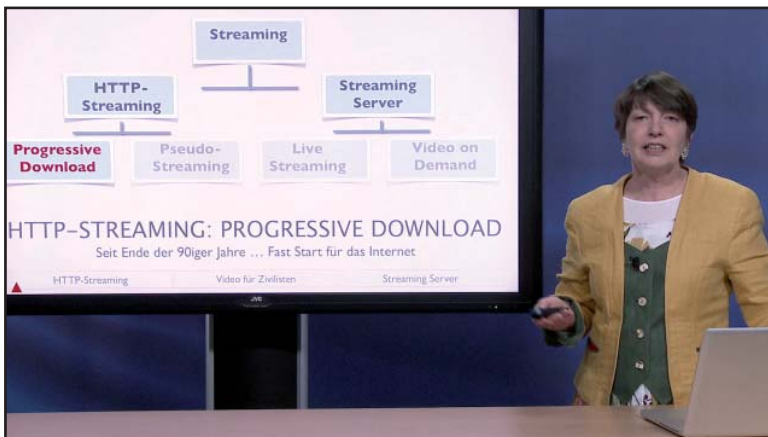 Streaming
HTTP-
Streaming
Streaming
Server
Progressive
Download
Pseudo-
Streaming
Live
Streaming
Video on
Demand
HTTP-STREAMING: PROGRESSIVE DOWNLOAD
Seit Ende der 90iger Jahre ... Fast Start für das Internet
HTTP-Streaming Video für Zivilisten Streaming Server
JVC